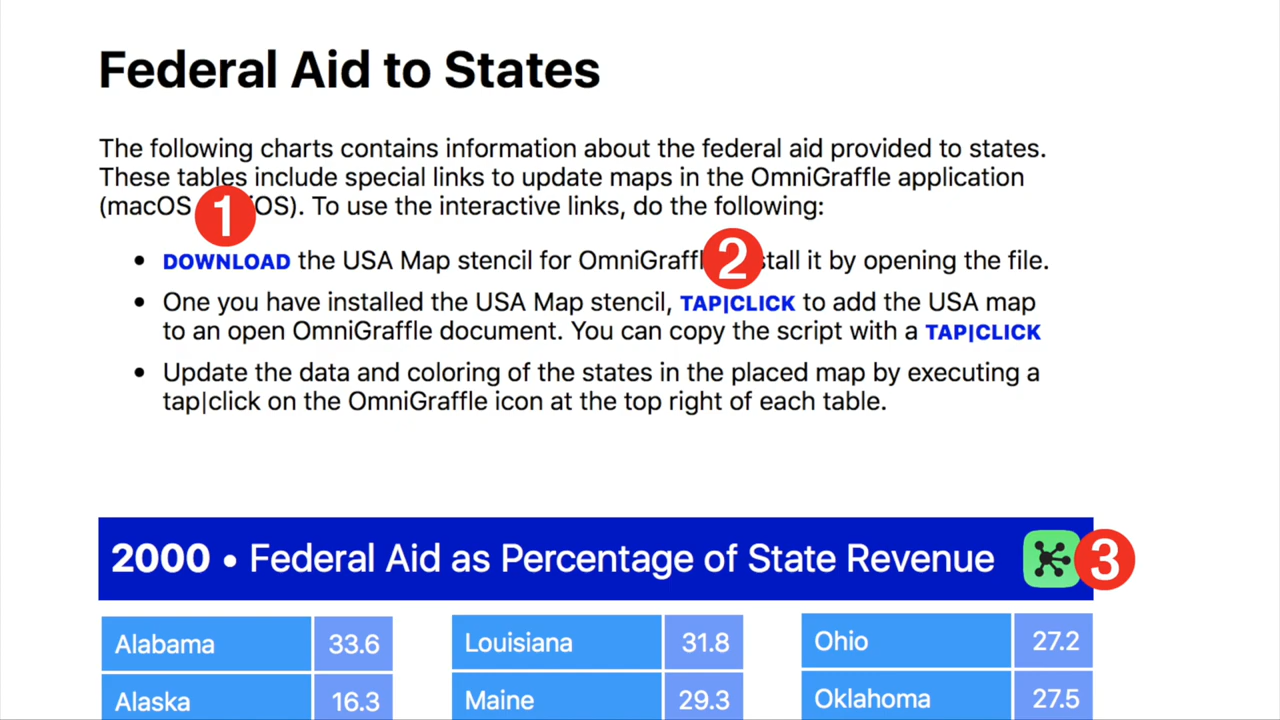 Federal Aid to States
The following charts contains information about the federal aid provided to states.
These tables include special links to update maps in the OmniGraffle application
(macOS iOS). To use the interactive links, do the following:
1
• DOWNLOAD the USA Map stencil for OmniGraffl stall it by opening the file.
2
• One you have installed the USA Map stencil, TAP|CLICK to add the USA map
to an open OmniGraffle document. You can copy the script with a TAP|CLICK
• Update the data and coloring of the states in the placed map by executing a
tap|click on the OmniGraffle icon at the top right of each table.
2000 • Federal Aid as Percentage of State Revenue 3
Alabama 33.6 Louisiana 31.8 Ohio 27.2
Alaska 16.3 Maine 29.3 Oklahoma 27.5